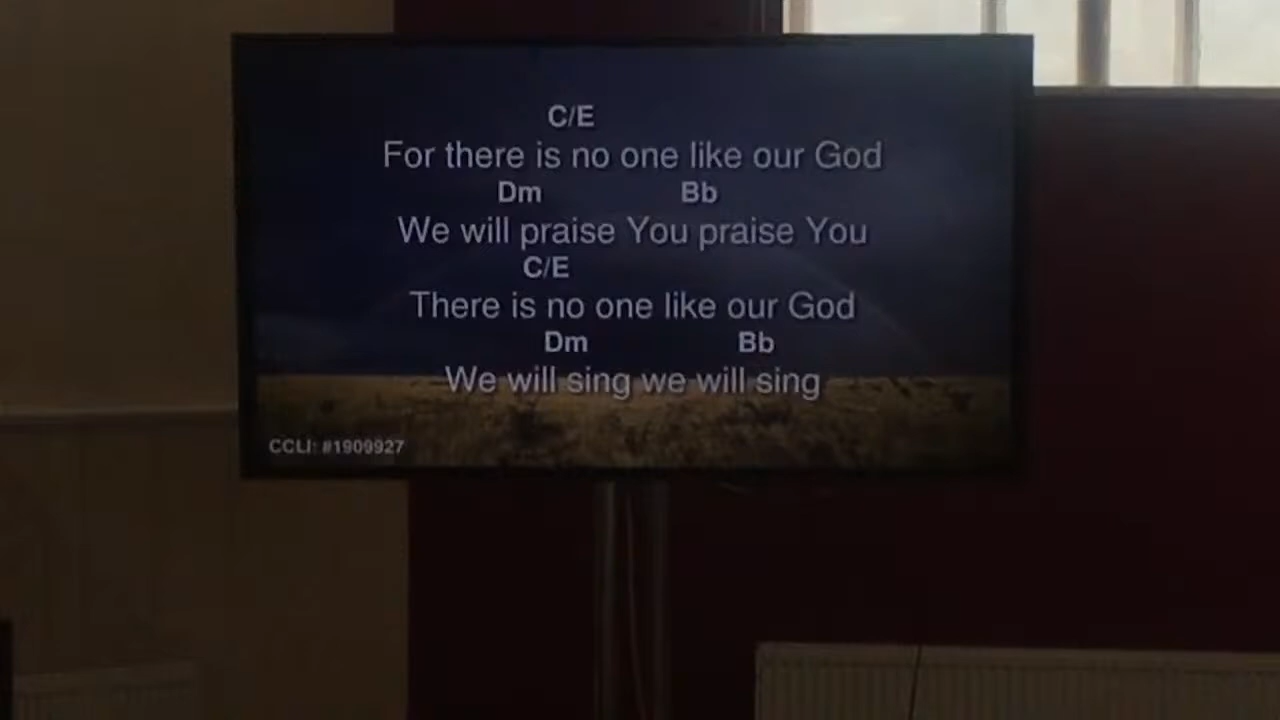 C/E
For there is no one like our God
Dm Bb
We will praise You praise You
C/E
There is no one like our God
Dm Bb
We will sing we will sing
CCLI: #1909927